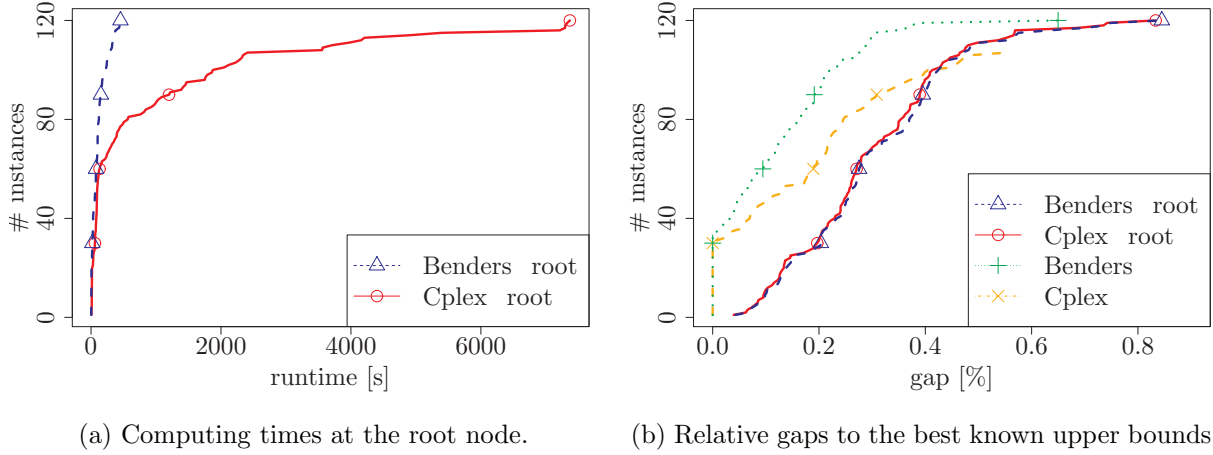 120
80
40
0
# instances
0 2000 4000 6000
runtime [s]
Benders root
Cplex root
(a) Computing times at the root node.
120
80
40
0
# instances
0.0 0.2 0.4 0.6 0.8
gap [%]
Benders root
Cplex root
Benders
Cplex
(b) Relative gaps to the best known upper bounds